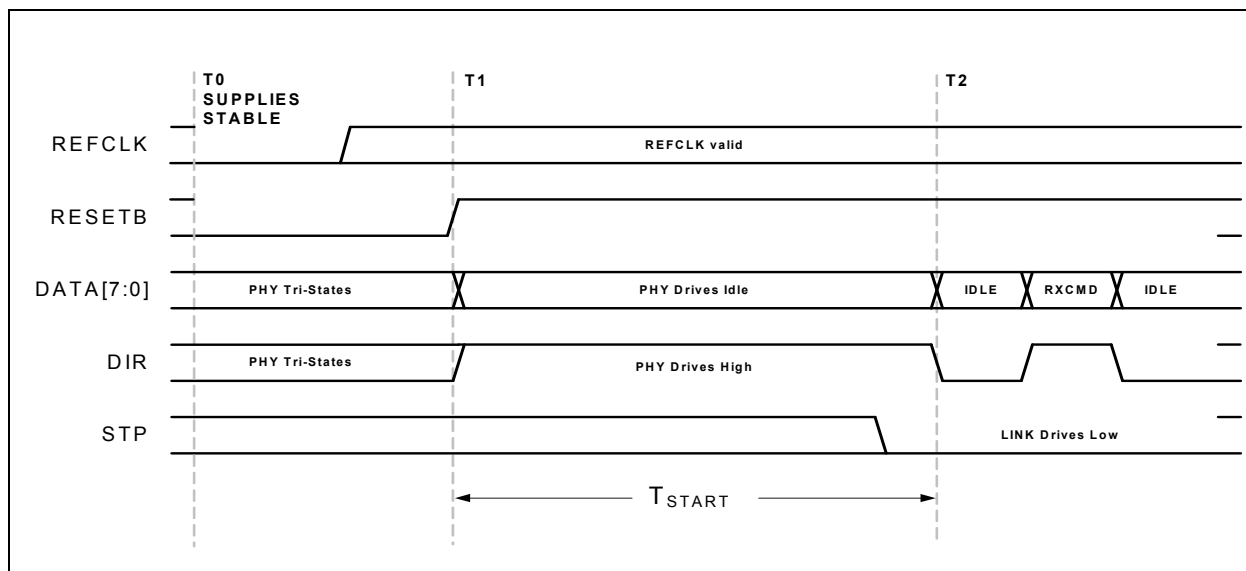 T0
SUPPLIES
STABLE
T1
T2
REFCLK
REFCLK valid
RESETB
DATA[7:0]
PHY Tri-States
PHY Drives Idle
IDLE
RXCMD
IDLE
DIR
PHY Tri-States
PHY Drives High
STP
LINK Drives Low
TSTART